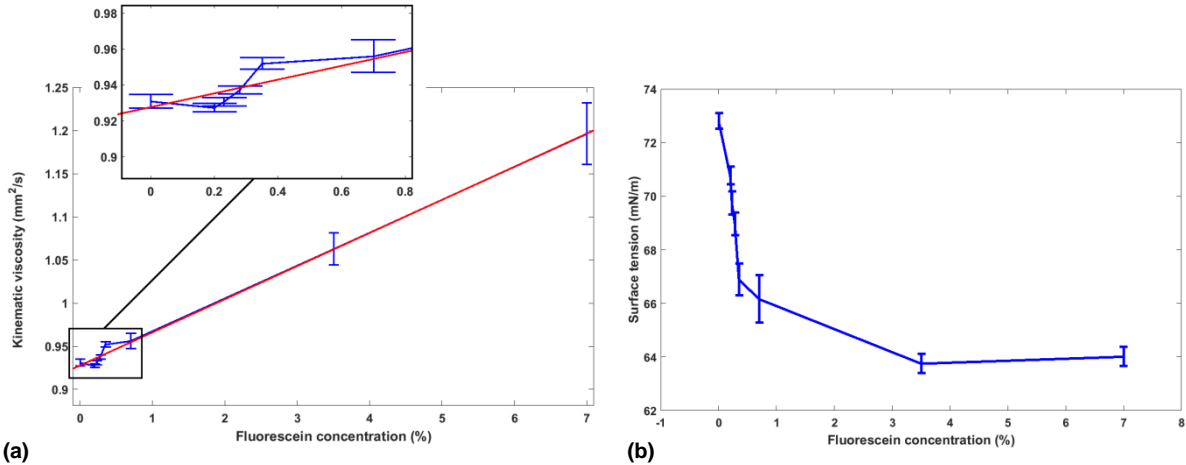 0.98
0.96
0.94
0.92
0.9
0 0.2 0.4 0.6 0.8
1.25
1.2
1.15
1.1
1.05
1
0.95
0.9
Kinematic viscosity (mm²/s)
0 1 2 3 4 5 6 7
Fluorescein concentration (%)
(a)
74
72
70
68
66
64
62
Surface tension (mN/m)
-1 0 1 2 3 4 5 6 7 8
Fluorescein concentration (%)
(b)